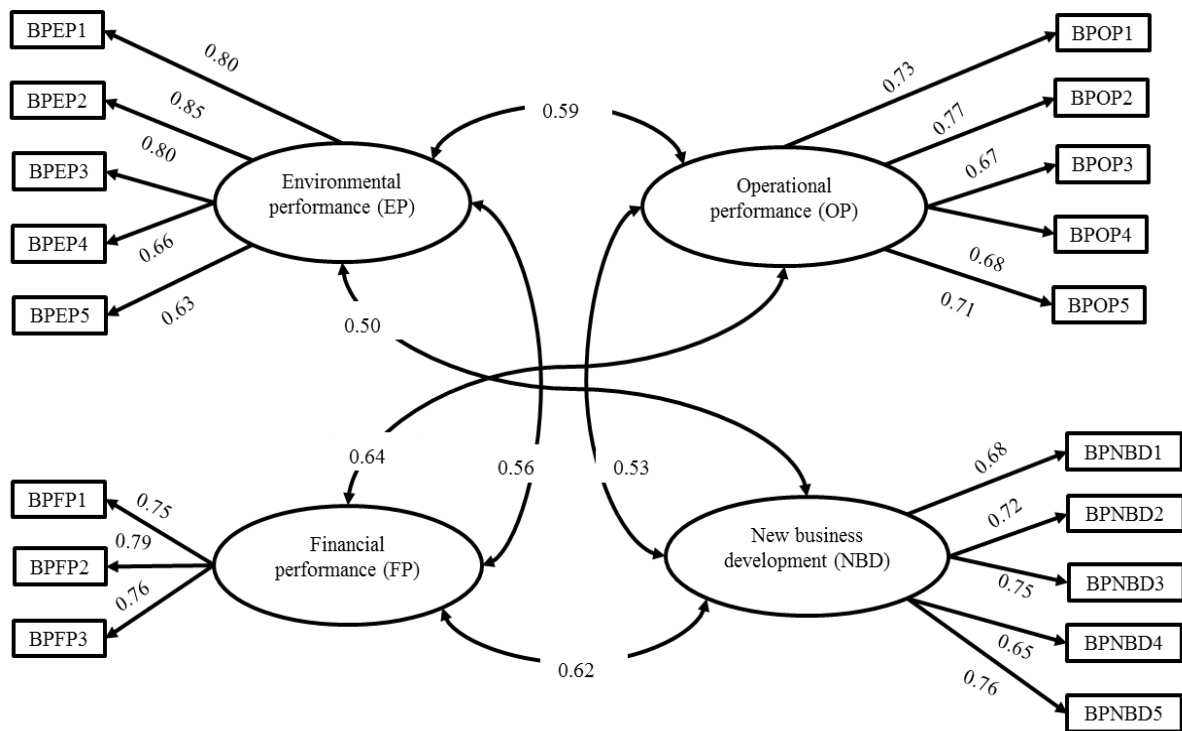 BPEP1
BPEP2
BPEP3
BPEP4
BPEP5
0.80
0.85
0.80
0.66
0.63
Environmental
performance (EP)
0.59
Operational
performance (OP)
0.73
0.77
0.67
0.68
0.71
BPOP1
BPOP2
BPOP3
BPOP4
BPOP5
0.50
0.64
0.56
0.53
BPFP1
BPFP2
BPFP3
0.75
0.79
0.76
Financial
performance (FP)
0.62
New business
development (NBD)
0.68
0.72
0.75
0.65
0.76
BPNBD1
BPNBD2
BPNBD3
BPNBD4
BPNBD5